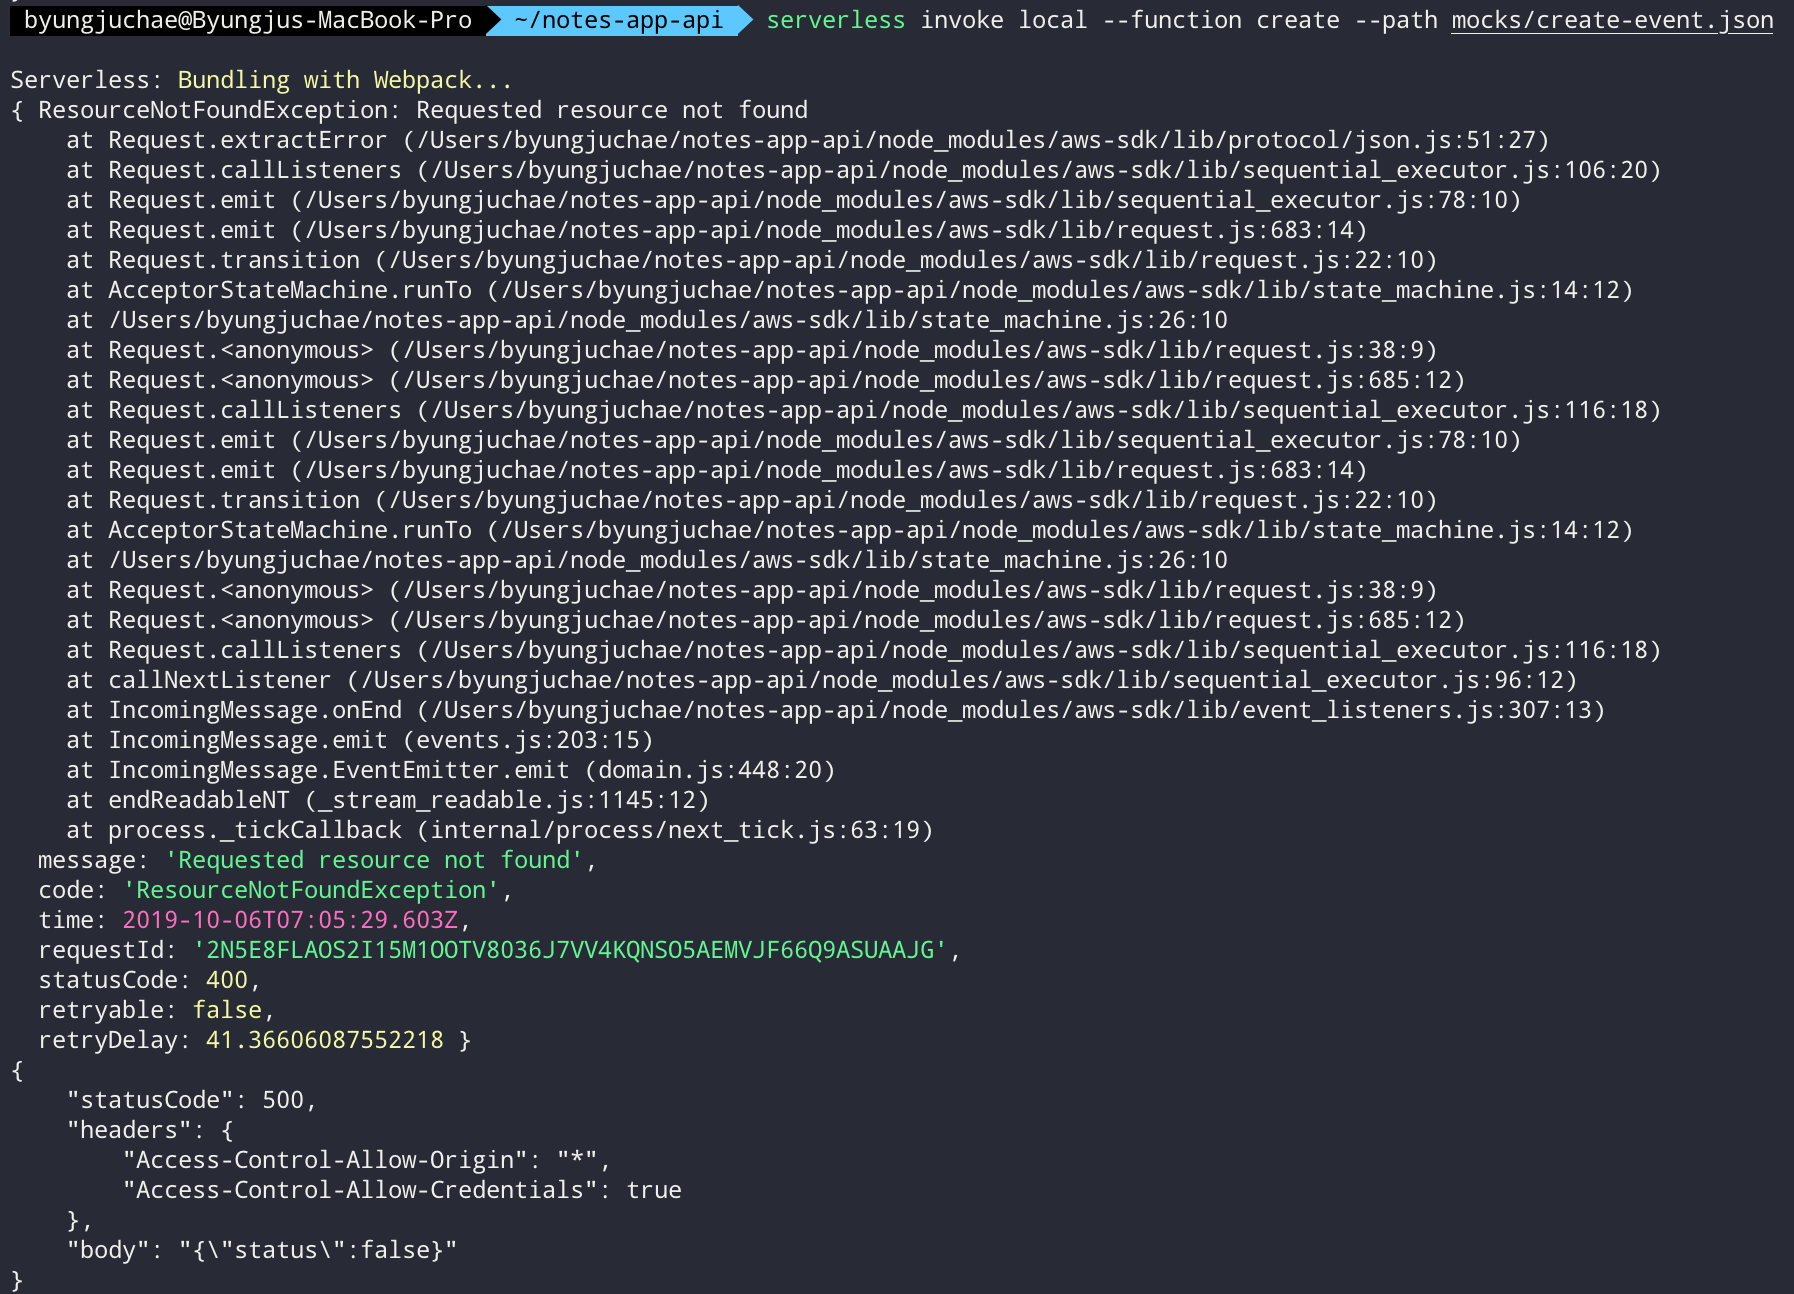 byungjuchae@Byungjus-MacBook-Pro ~/notes-app-api serverless invoke local --function create --path mocks/create-event.json
Serverless: Bundling with Webpack...
{ ResourceNotFoundException: Requested resource not found
    at Request.extractError (/Users/byungjuchae/notes-app-api/node_modules/aws-sdk/lib/protocol/json.js:51:27)
    at Request.callListeners (/Users/byungjuchae/notes-app-api/node_modules/aws-sdk/lib/sequential_executor.js:106:20)
    at Request.emit (/Users/byungjuchae/notes-app-api/node_modules/aws-sdk/lib/sequential_executor.js:78:10)
    at Request.emit (/Users/byungjuchae/notes-app-api/node_modules/aws-sdk/lib/request.js:683:14)
    at Request.transition (/Users/byungjuchae/notes-app-api/node_modules/aws-sdk/lib/request.js:22:10)
    at AcceptorStateMachine.runTo (/Users/byungjuchae/notes-app-api/node_modules/aws-sdk/lib/state_machine.js:14:12)
    at /Users/byungjuchae/notes-app-api/node_modules/aws-sdk/lib/state_machine.js:26:10
    at Request.<anonymous> (/Users/byungjuchae/notes-app-api/node_modules/aws-sdk/lib/request.js:38:9)
    at Request.<anonymous> (/Users/byungjuchae/notes-app-api/node_modules/aws-sdk/lib/request.js:685:12)
    at Request.callListeners (/Users/byungjuchae/notes-app-api/node_modules/aws-sdk/lib/sequential_executor.js:116:18)
    at Request.emit (/Users/byungjuchae/notes-app-api/node_modules/aws-sdk/lib/sequential_executor.js:78:10)
    at Request.emit (/Users/byungjuchae/notes-app-api/node_modules/aws-sdk/lib/request.js:683:14)
    at Request.transition (/Users/byungjuchae/notes-app-api/node_modules/aws-sdk/lib/request.js:22:10)
    at AcceptorStateMachine.runTo (/Users/byungjuchae/notes-app-api/node_modules/aws-sdk/lib/state_machine.js:14:12)
    at /Users/byungjuchae/notes-app-api/node_modules/aws-sdk/lib/state_machine.js:26:10
    at Request.<anonymous> (/Users/byungjuchae/notes-app-api/node_modules/aws-sdk/lib/request.js:38:9)
    at Request.<anonymous> (/Users/byungjuchae/notes-app-api/node_modules/aws-sdk/lib/request.js:685:12)
    at Request.callListeners (/Users/byungjuchae/notes-app-api/node_modules/aws-sdk/lib/sequential_executor.js:116:18)
    at callNextListener (/Users/byungjuchae/notes-app-api/node_modules/aws-sdk/lib/sequential_executor.js:96:12)
    at IncomingMessage.onEnd (/Users/byungjuchae/notes-app-api/node_modules/aws-sdk/lib/event_listeners.js:307:13)
    at IncomingMessage.emit (events.js:203:15)
    at IncomingMessage.EventEmitter.emit (domain.js:448:20)
    at endReadableNT (_stream_readable.js:1145:12)
    at process._tickCallback (internal/process/next_tick.js:63:19)
  message: 'Requested resource not found',
  code: 'ResourceNotFoundException',
  time: 2019-10-06T07:05:29.603Z,
  requestId: '2N5E8FLAOS2I15M1OOTV8O36J7VV4KQNSO5AEMVJF66Q9ASUAAJG',
  statusCode: 400,
  retryable: false,
  retryDelay: 41.36606087552218 }
{
    "statusCode": 500,
    "headers": {
        "Access-Control-Allow-Origin": "*",
        "Access-Control-Allow-Credentials": true
    },
    "body": "{\"status\":false}"
}